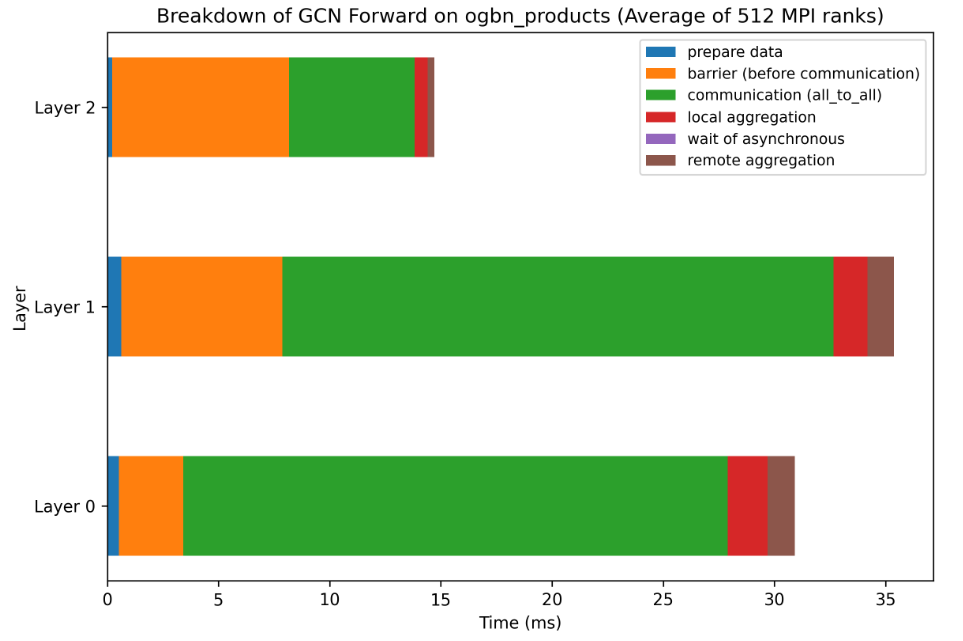 Breakdown of GCN Forward on ogbn_products (Average of 512 MPI ranks)
prepare data
barrier (before communication)
communication (all_to_all)
local aggregation
wait of asynchronous
remote aggregation
Layer 2
Layer 1
Layer 0
Layer
0 5 10 15 20 25 30 35
Time (ms)